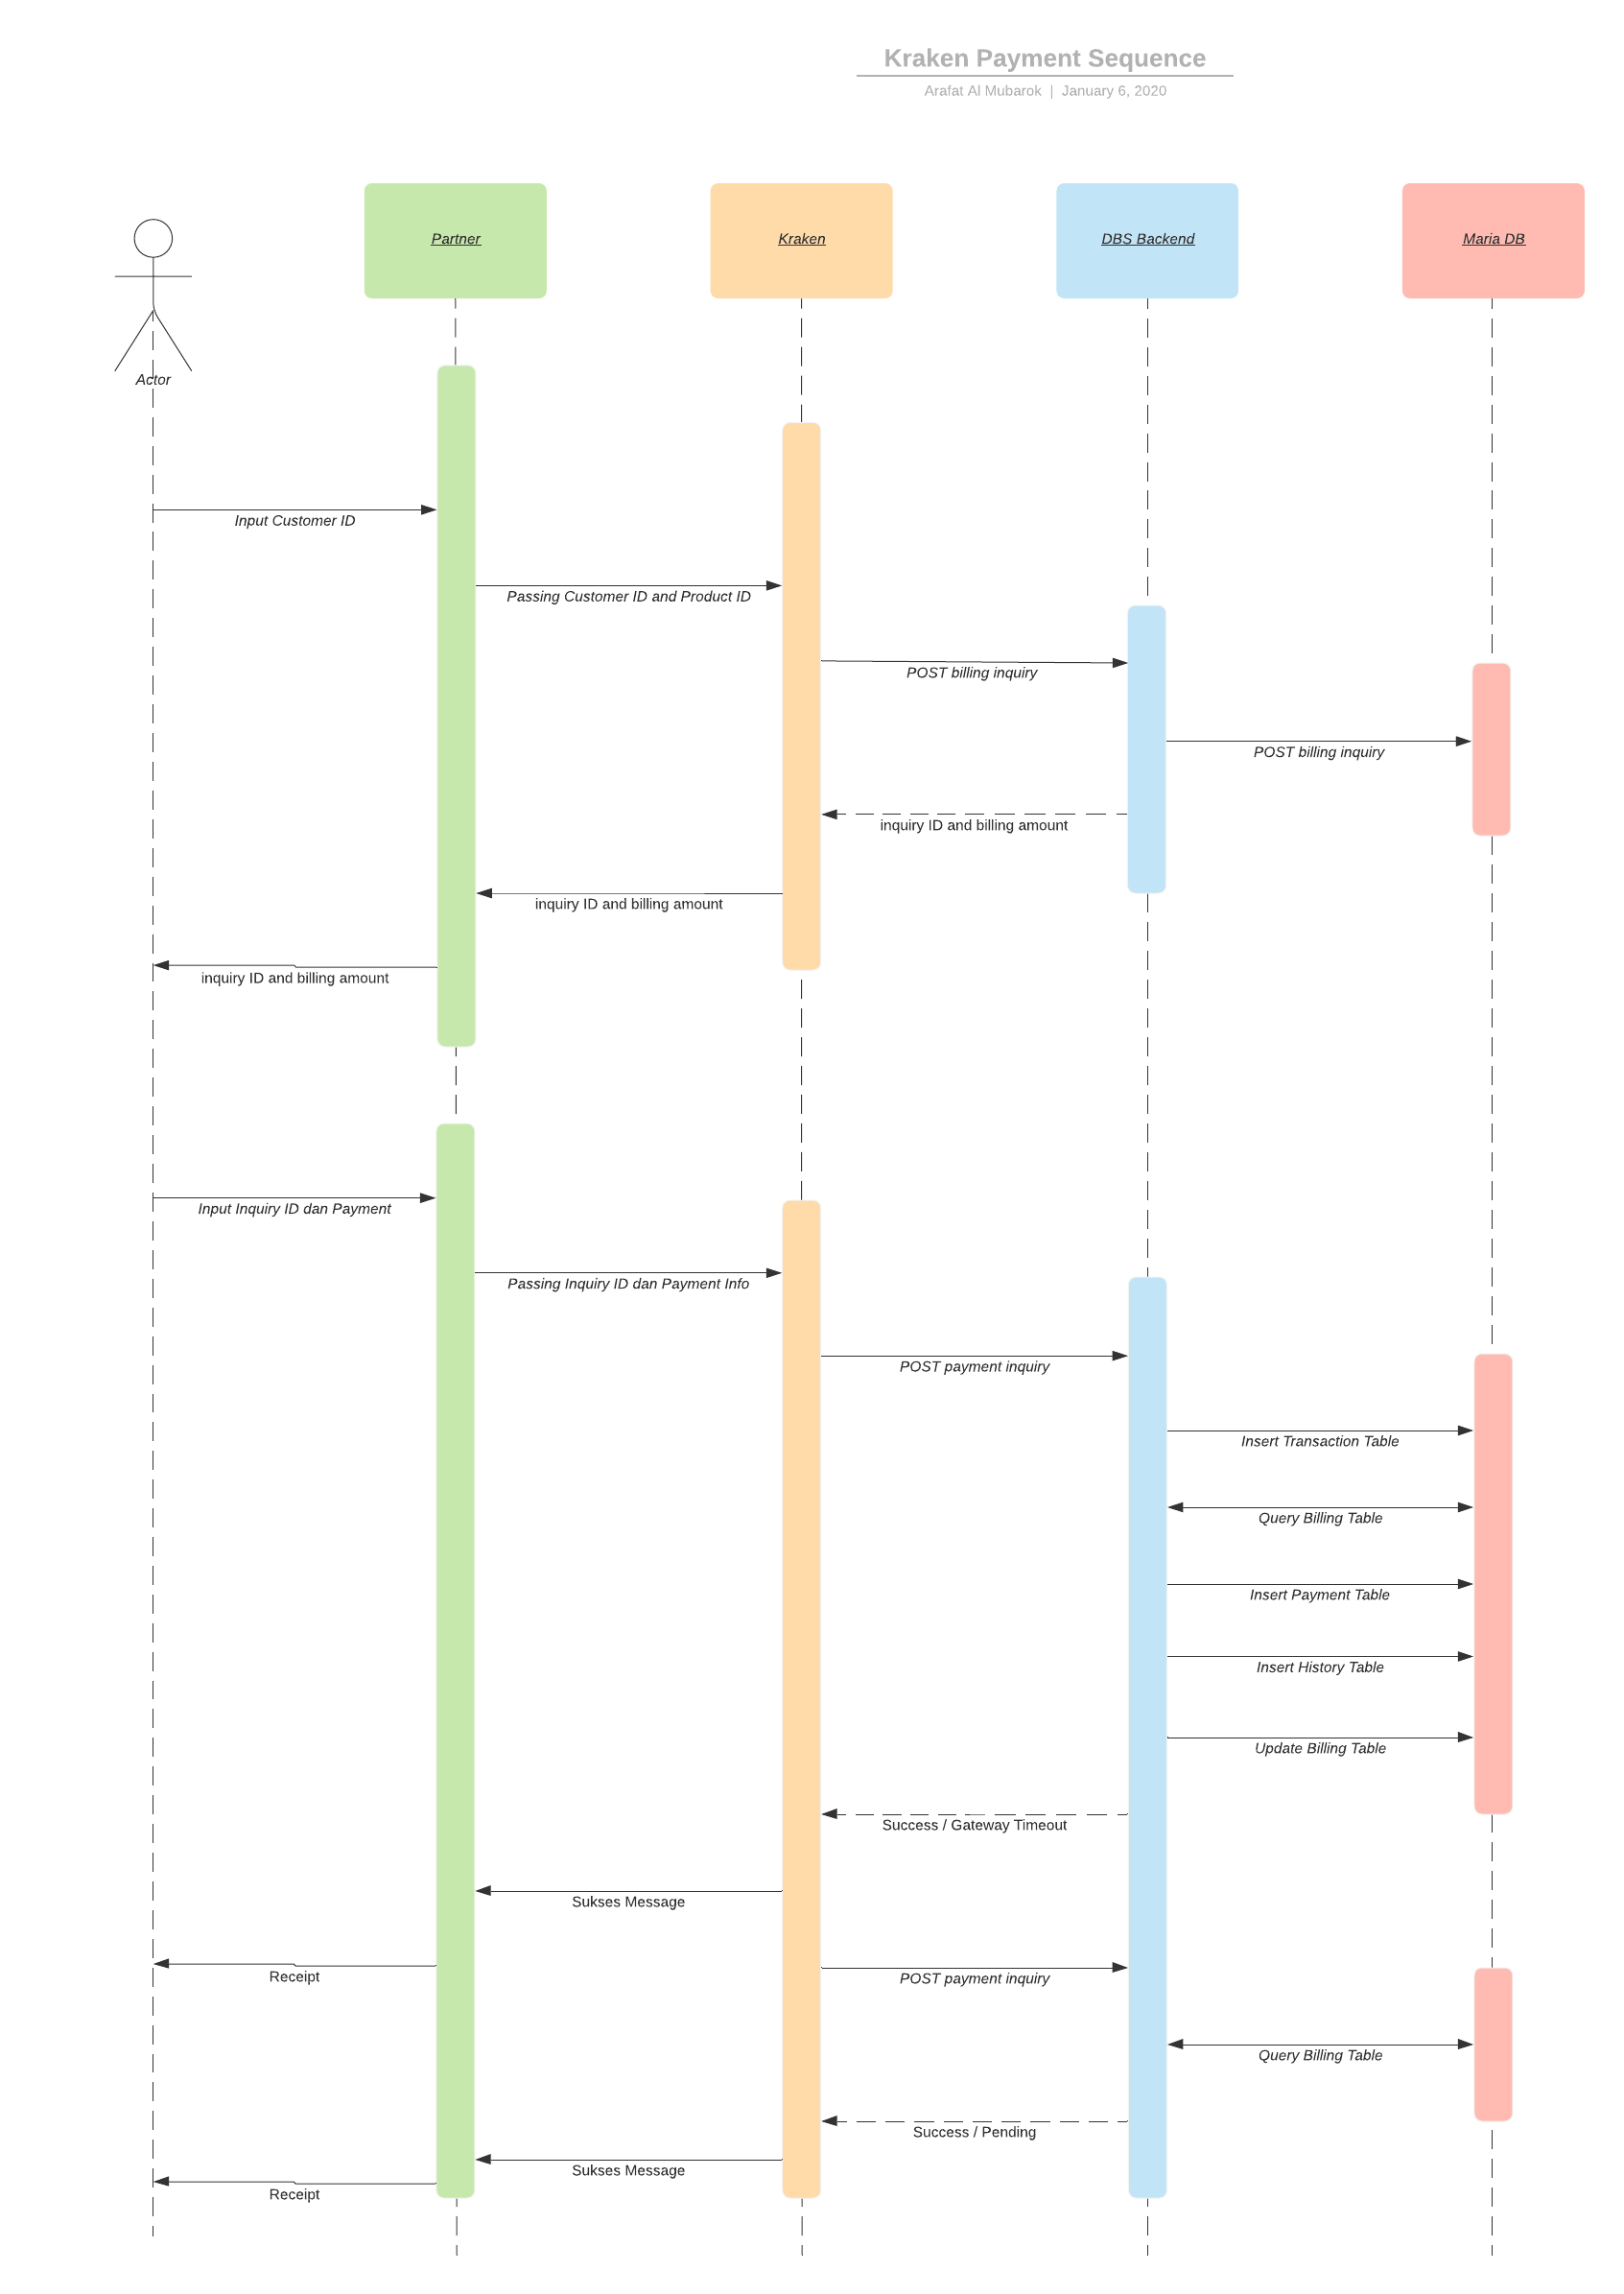 Kraken Payment Sequence
Arafat Al Mubarok | January 6, 2020
Partner
Kraken
DBS Backend
Maria DB
Actor
Input Customer ID
Passing Customer ID and Product ID
POST billing inquiry
POST billing inquiry
inquiry ID and billing amount
inquiry ID and billing amount
inquiry ID and billing amount
Input Inquiry ID dan Payment
Passing Inquiry ID dan Payment Info
POST payment inquiry
Insert Transaction Table
Query Billing Table
Insert Payment Table
Insert History Table
Update Billing Table
Success / Gateway Timeout
Sukses Message
Receipt
POST payment inquiry
Query Billing Table
Success / Pending
Sukses Message
Receipt